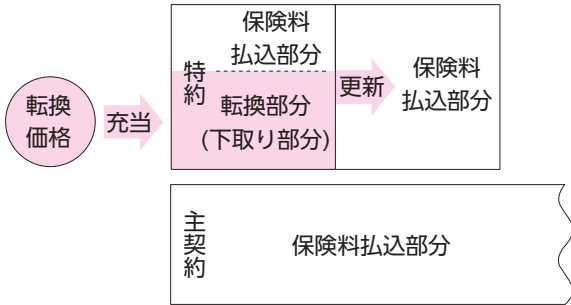 転換
価格
充当
特約
保険料
払込部分
転換部分
(下取り部分)
更新
保険料
払込部分
主契約
保険料払込部分